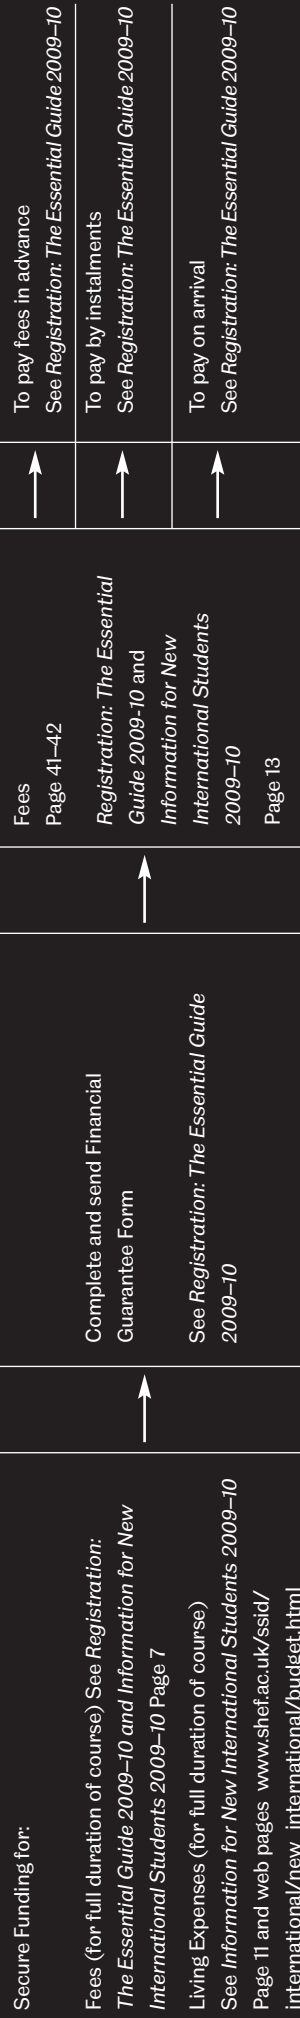 Secure Funding for:
Fees (for full duration of course) See Registration:
The Essential Guide 2009–10 and Information for New
International Students 2009–10 Page 7
Living Expenses (for full duration of course)
See Information for New International Students 2009–10
Page 11 and web pages www.shef.ac.uk/ssid/
international/new_international/budget.html
Complete and send Financial
Guarantee Form
See Registration: The Essential Guide
2009–10
Fees
Page 41–42
Registration: The Essential
Guide 2009-10 and
Information for New
International Students
2009–10
Page 13
To pay fees in advance
See Registration: The Essential Guide 2009–10
To pay by instalments
See Registration: The Essential Guide 2009–10
To pay on arrival
See Registration: The Essential Guide 2009–10